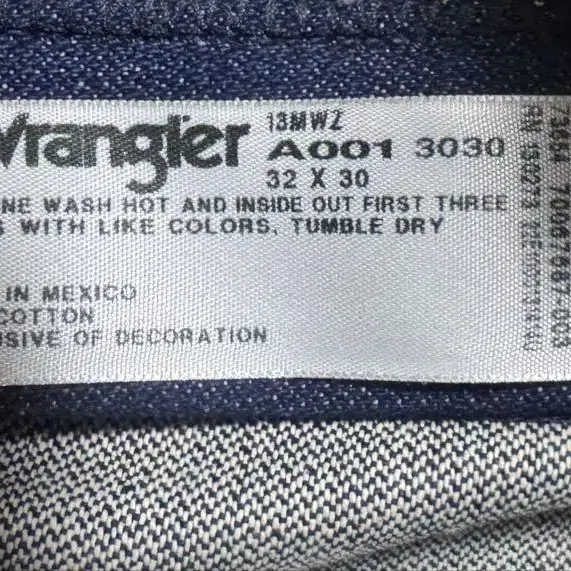 Wrangler
13MWZ
A001 3030
32 X 30
NE WASH HOT AND INSIDE OUT FIRST THREE
S WITH LIKE COLORS, TUMBLE DRY
IN MEXICO
COTTON
SIVE OF DECORATION